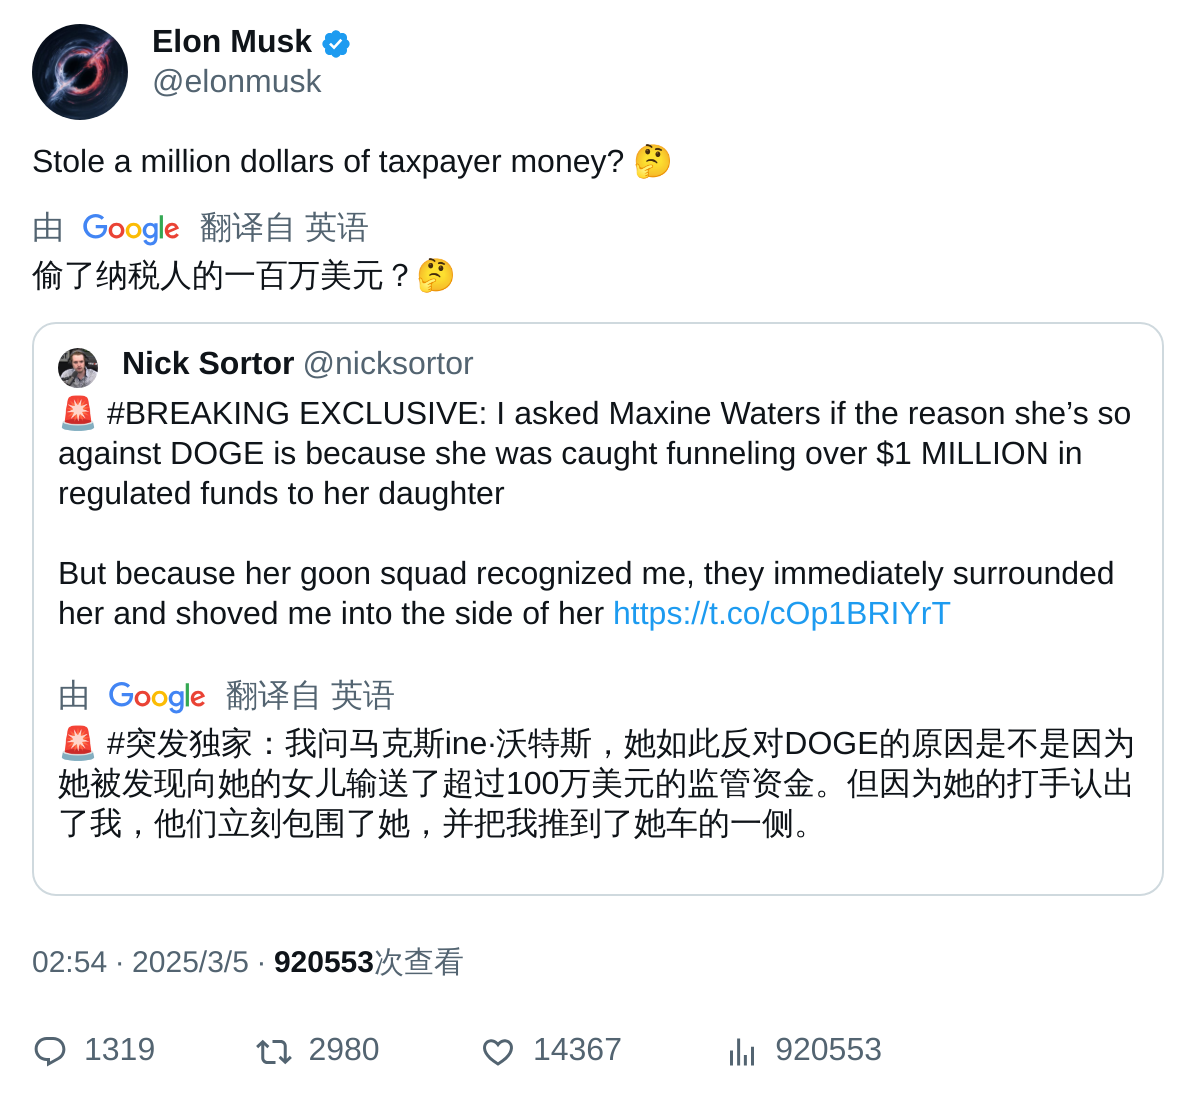 Elon Musk
@elonmusk
Stole a million dollars of taxpayer money? 🤔
由 Google 翻译自 英语
偷了纳税人的一百万美元？🤔
Nick Sortor @nicksortor
🚨 #BREAKING EXCLUSIVE: I asked Maxine Waters if the reason she’s so
against DOGE is because she was caught funneling over $1 MILLION in
regulated funds to her daughter
But because her goon squad recognized me, they immediately surrounded
her and shoved me into the side of her https://t.co/cOp1BRIYrT
由 Google 翻译自 英语
🚨 #突发独家：我问马克斯ine·沃特斯，她如此反对DOGE的原因是不是因为
她被发现向她的女儿输送了超过100万美元的监管资金。但因为她的打手认出
了我，他们立刻包围了她，并把我推到了她车的一侧。
02:54 · 2025/3/5 · 920553次查看
1319 2980 14367 920553